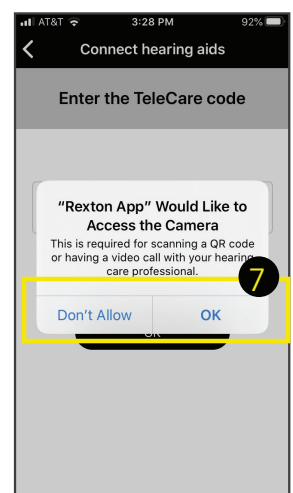 AT&T 3:28 PM 92%
Connect hearing aids
Enter the TeleCare code
“Rexton App” Would Like to
Access the Camera
This is required for scanning a QR code
or having a video call with your hearing
care professional.
7
Don’t Allow OK
OK